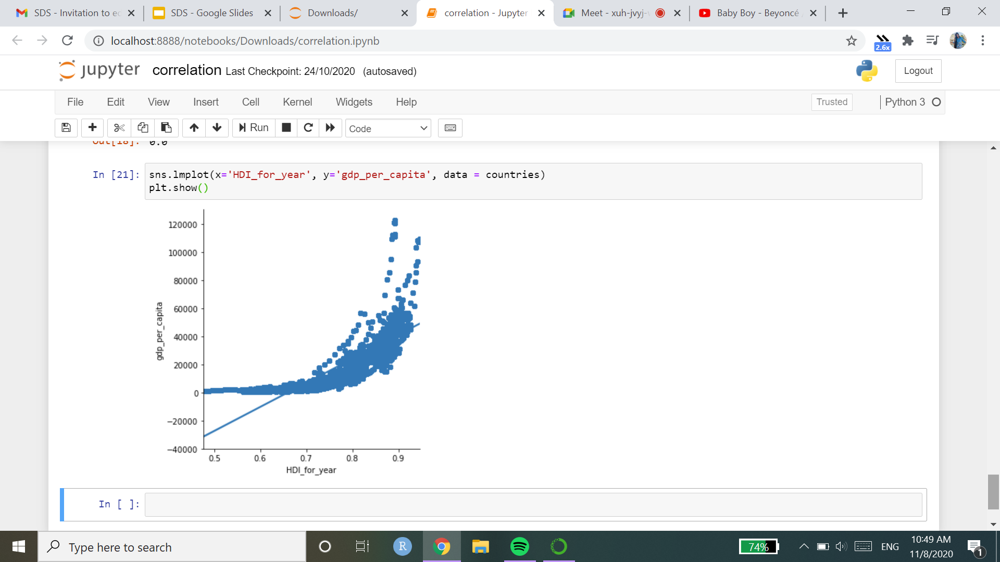 SDS - Invitation to ec
SDS - Google Slides
Downloads/
correlation - Jupyter
Meet - xuh-jvyj-
Baby Boy - Beyoncé
localhost:8888/notebooks/Downloads/correlation.ipynb
2.6x
jupyter correlation Last Checkpoint: 24/10/2020 (autosaved)
Logout
File Edit View Insert Cell Kernel Widgets Help
Trusted
Python 3
Run
Code
Out[18]: 0.0
In [21]: sns.lmplot(x='HDI_for_year', y='gdp_per_capita', data = countries)
plt.show()
120000
100000
80000
60000
40000
20000
0
−20000
−40000
gdp_per_capita
0.5 0.6 0.7 0.8 0.9
HDI_for_year
In [ ]:
Type here to search
R
74%
ENG
10:49 AM
11/8/2020
1